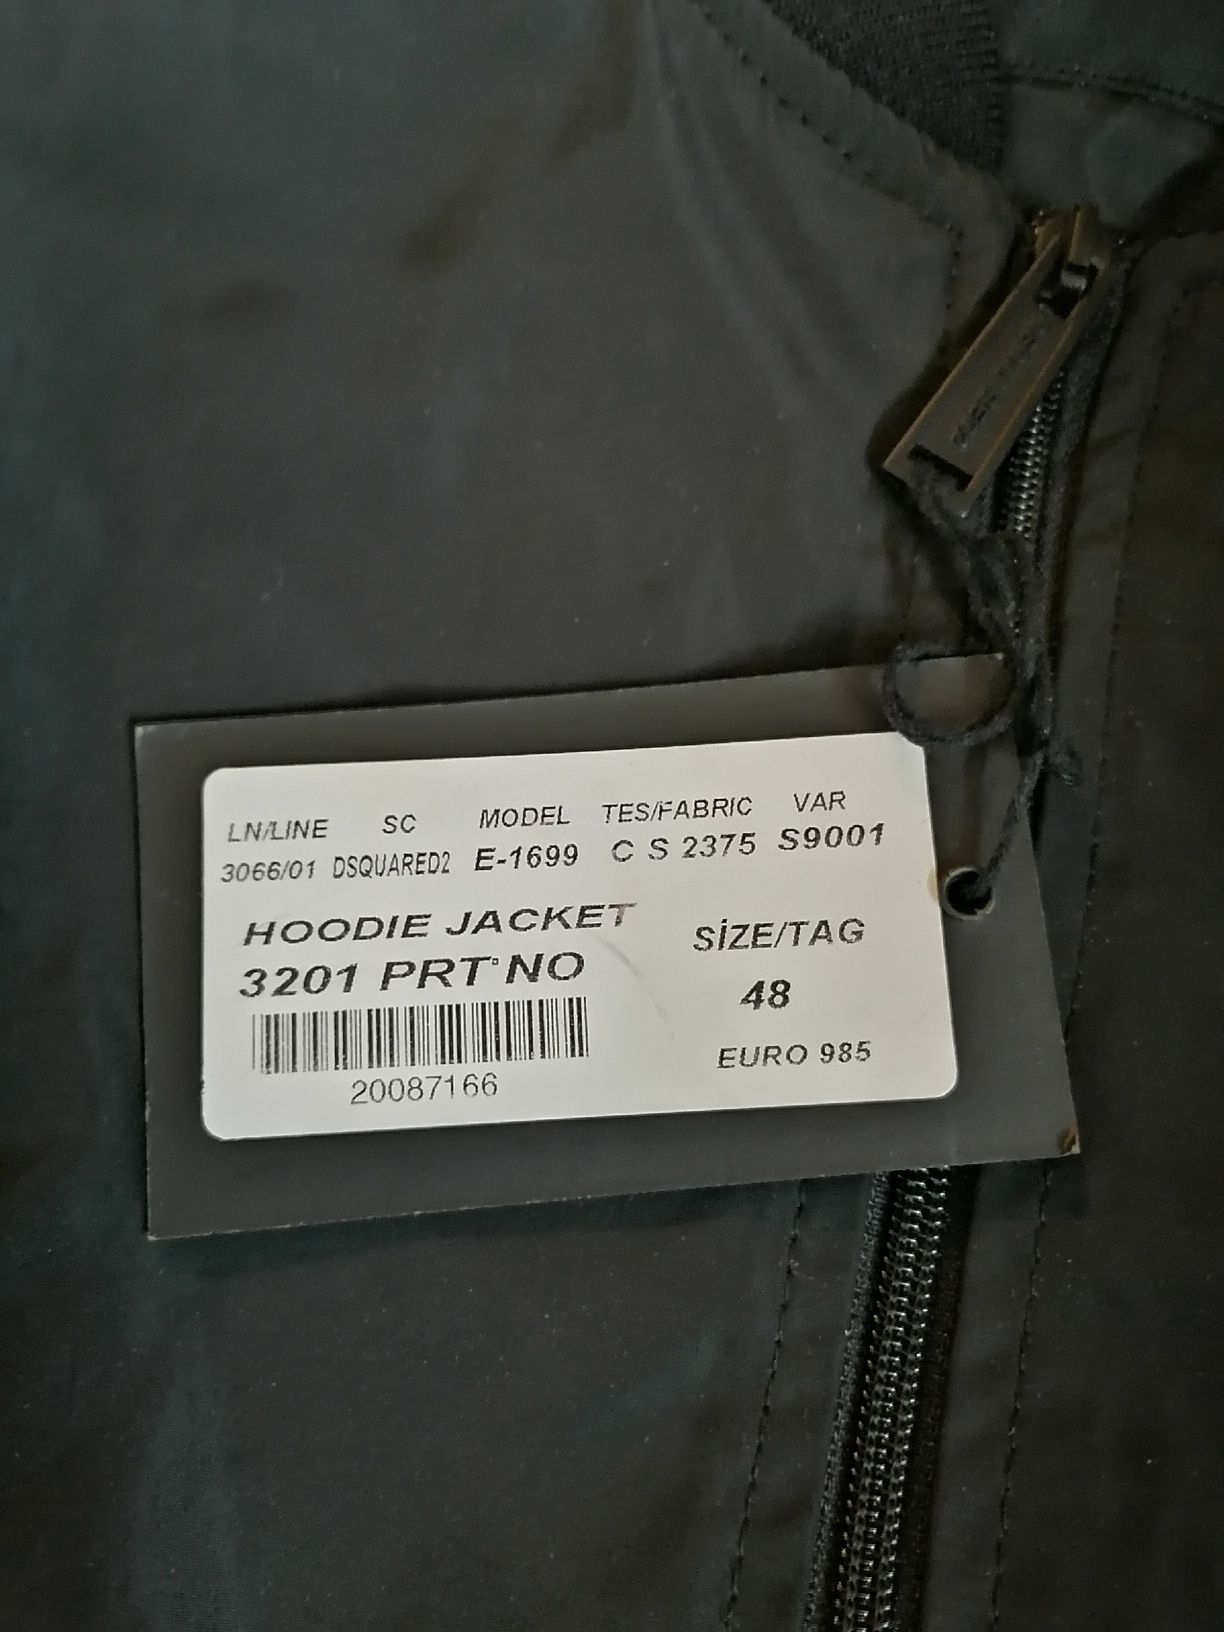 LN/LINE SC MODEL TES/FABRIC VAR
3066/01 DSQUARED2 E-1699 C S 2375 S9001
HOODIE JACKET
3201 PRT NO
SİZE/TAG
48
EURO 985
20087166